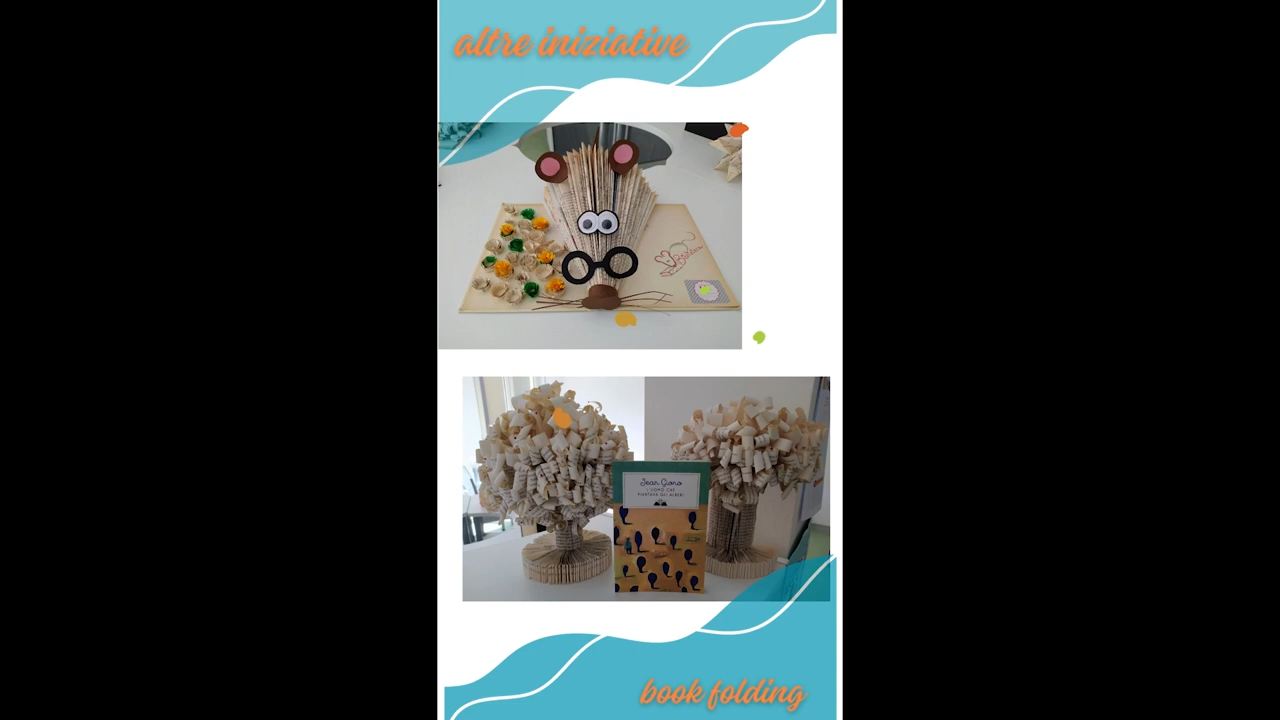 altre iniziative
Jean Giono
L'UOMO CHE
PIANTAVA GLI ALBERI
book folding